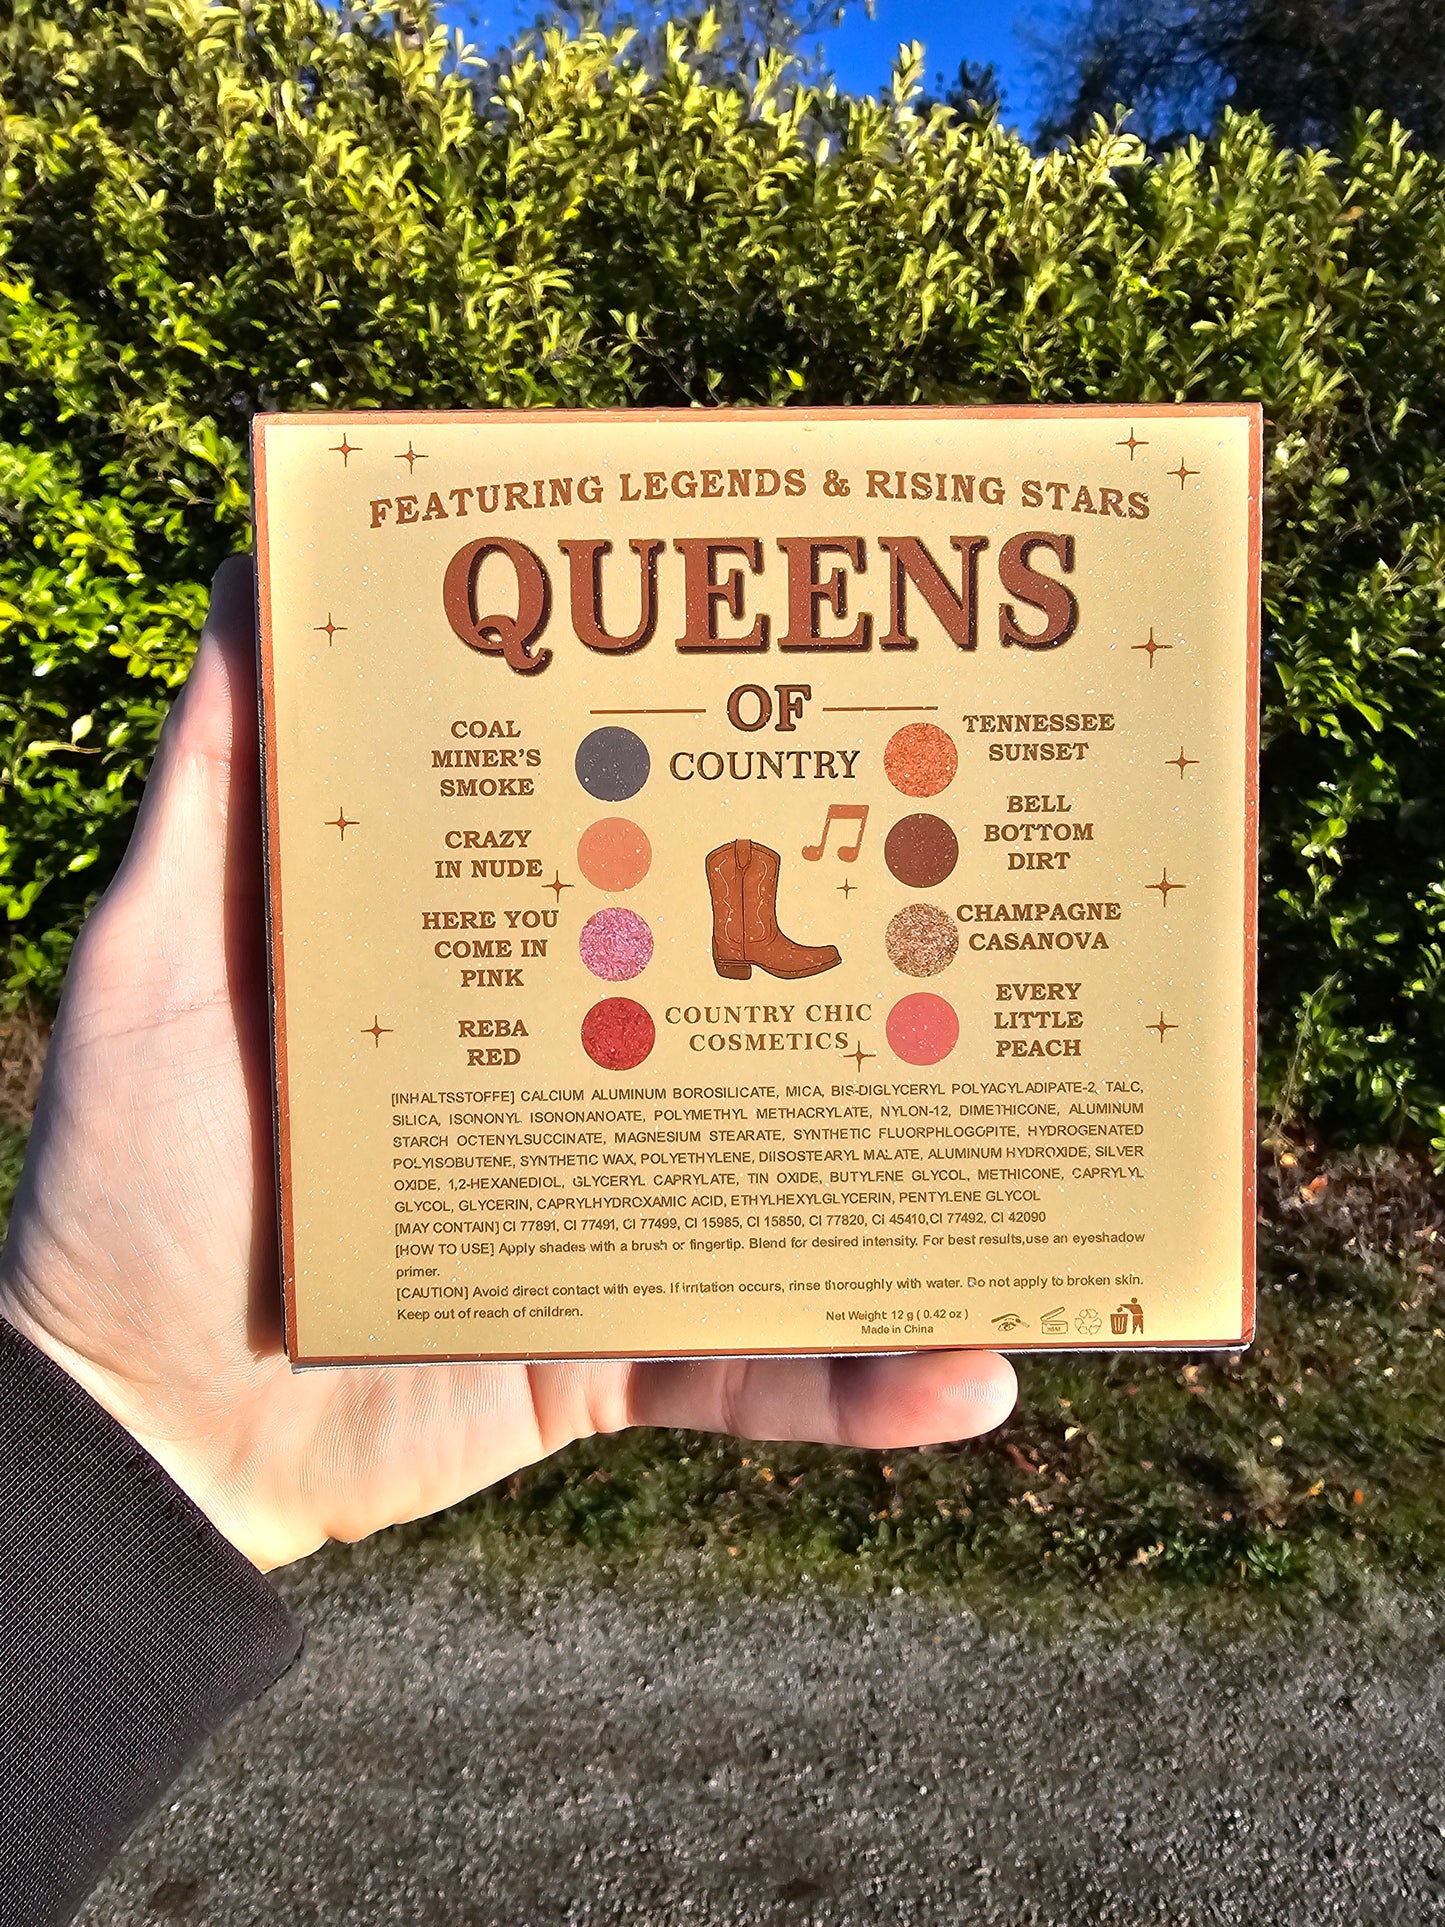 FEATURING LEGENDS & RISING STARS
QUEENS
OF
COUNTRY
COAL
MINER'S
SMOKE
CRAZY
IN NUDE
HERE YOU
COME IN
PINK
REBA
RED
TENNESSEE
SUNSET
BELL
BOTTOM
DIRT
CHAMPAGNE
CASANOVA
EVERY
LITTLE
PEACH
COUNTRY CHIC
COSMETICS
[INHALTSSTOFFE] CALCIUM ALUMINUM BOROSILICATE, MICA, BIS-DIGLYCERYL POLYACYLADIPATE-2, TALC,
SILICA, ISONONYL ISONONANOATE, POLYMETHYL METHACRYLATE, NYLON-12, DIMETHICONE, ALUMINUM
STARCH OCTENYLSUCCINATE, MAGNESIUM STEARATE, SYNTHETIC FLUORPHLOGOPITE, HYDROGENATED
POLYISOBUTENE, SYNTHETIC WAX, POLYETHYLENE, DIISOSTEARYL MALATE, ALUMINUM HYDROXIDE, SILVER
OXIDE, 1,2-HEXANEDIOL, GLYCERYL CAPRYLATE, TIN OXIDE, BUTYLENE GLYCOL, METHICONE, CAPRYLYL
GLYCOL, GLYCERIN, CAPRYLHYDROXAMIC ACID, ETHYLHEXYLGLYCERIN, PENTYLENE GLYCOL
[MAY CONTAIN] CI 77891, CI 77491, CI 77499, CI 15985, CI 15850, CI 77820, CI 45410,CI 77492, CI 42090
[HOW TO USE] Apply shades with a brush or fingertip. Blend for desired intensity. For best results,use an eyeshadow
primer.
[CAUTION] Avoid direct contact with eyes. If irritation occurs, rinse thoroughly with water. Do not apply to broken skin.
Keep out of reach of children.
Net Weight: 12 g ( 0.42 oz )
Made in China